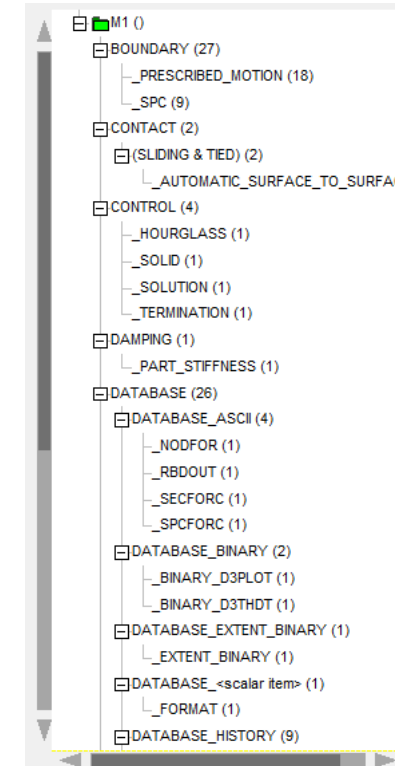 M1 ()
BOUNDARY (27)
_PRESCRIBED_MOTION (18)
_SPC (9)
CONTACT (2)
(SLIDING & TIED) (2)
_AUTOMATIC_SURFACE_TO_SURFA
CONTROL (4)
_HOURGLASS (1)
_SOLID (1)
_SOLUTION (1)
_TERMINATION (1)
DAMPING (1)
_PART_STIFFNESS (1)
DATABASE (26)
DATABASE_ASCII (4)
_NODFOR (1)
_RBDOUT (1)
_SECFORC (1)
_SPCFORC (1)
DATABASE_BINARY (2)
_BINARY_D3PLOT (1)
_BINARY_D3THDT (1)
DATABASE_EXTENT_BINARY (1)
_EXTENT_BINARY (1)
DATABASE_<scalar item> (1)
_FORMAT (1)
DATABASE_HISTORY (9)